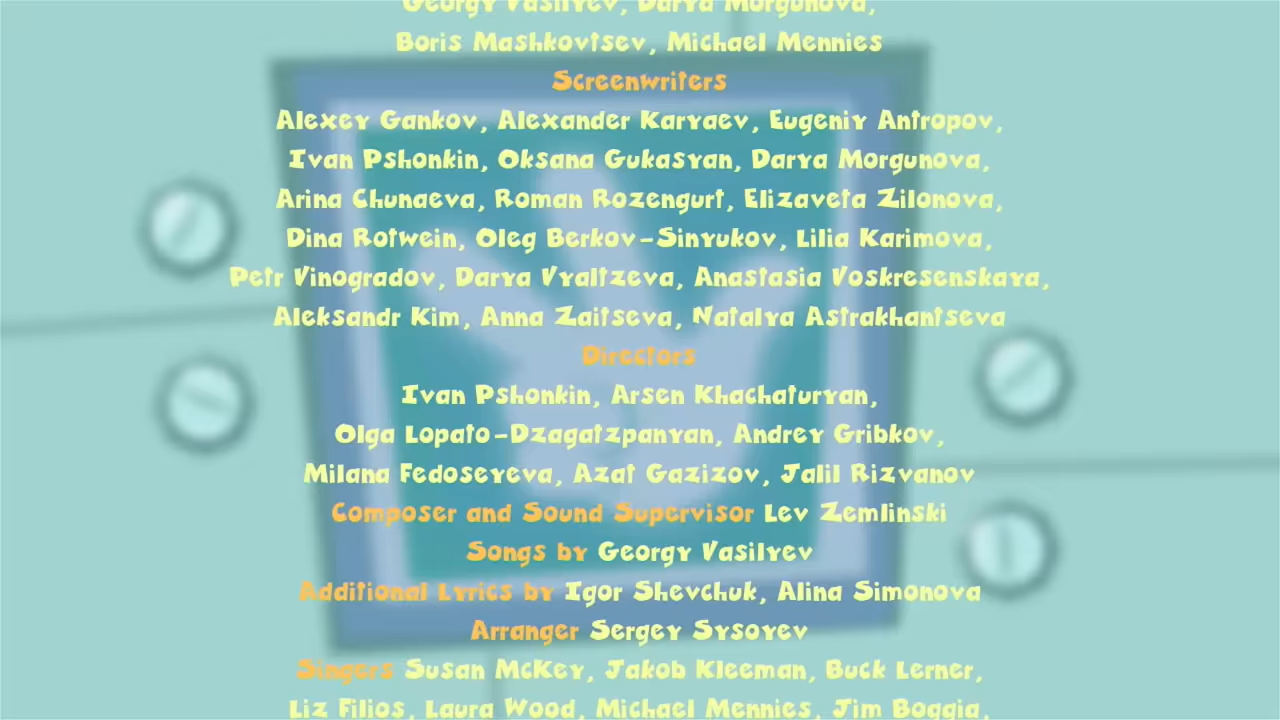 Georgy Vasilyev, Darya Morgunova,
Boris Mashkovtsev, Michael Mennies
Screenwriters
Alexey Gankov, Alexander Karyaev, Eugeniy Antropov,
Ivan Pshonkin, Oksana Gukasyan, Darya Morgunova,
Arina Chunaeva, Roman Rozengurt, Elizaveta Zilonova,
Dina Rotwein, Oleg Berkov-Sinyukov, Lilia Karimova,
Petr Vinogradov, Darya Vyaltzeva, Anastasia Voskresenskaya,
Aleksandr Kim, Anna Zaitseva, Natalya Astrakhantseva
Directors
Ivan Pshonkin, Arsen Khachaturyan,
Olga Lopato-Dzagatzpanyan, Andrey Gribkov,
Milana Fedoseyeva, Azat Gazizov, Jalil Rizvanov
Composer and Sound Supervisor Lev Zemlinski
Songs by Georgy Vasilyev
Additional Lyrics by Igor Shevchuk, Alina Simonova
Arranger Sergey Sysoyev
Singers Susan McKey, Jakob Kleeman, Buck Lerner,
Liz Filios, Laura Wood, Michael Mennies, Jim Boggia,